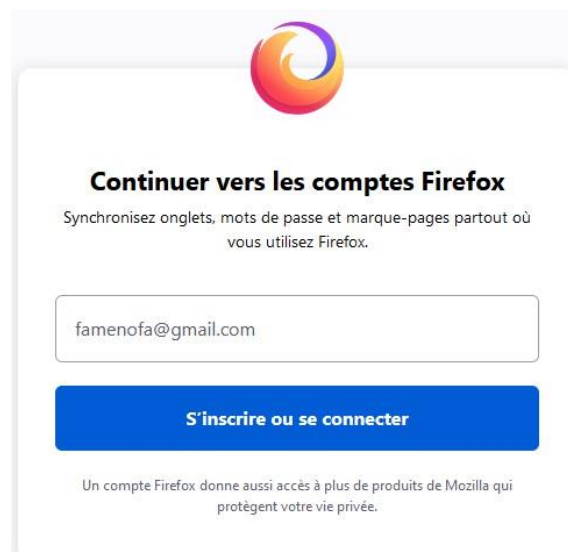 Continuer vers les comptes Firefox
Synchronisez onglets, mots de passe et marque-pages partout où
vous utilisez Firefox.
famenofa@gmail.com
S'inscrire ou se connecter
Un compte Firefox donne aussi accès à plus de produits de Mozilla qui
protègent votre vie privée.